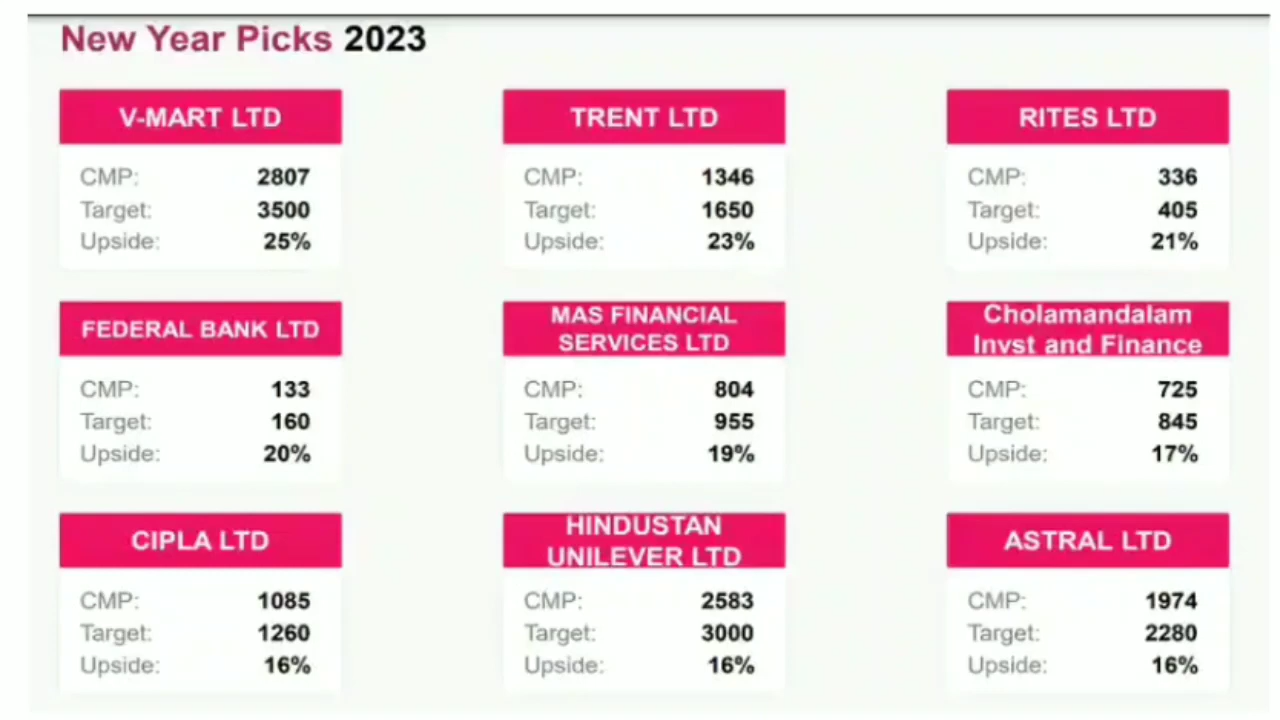 New Year Picks 2023
V-MART LTD
CMP: 2807
Target: 3500
Upside: 25%
TRENT LTD
CMP: 1346
Target: 1650
Upside: 23%
RITES LTD
CMP: 336
Target: 405
Upside: 21%
FEDERAL BANK LTD
CMP: 133
Target: 160
Upside: 20%
MAS FINANCIAL
SERVICES LTD
CMP: 804
Target: 955
Upside: 19%
Cholamandalam
Invst and Finance
CMP: 725
Target: 845
Upside: 17%
CIPLA LTD
CMP: 1085
Target: 1260
Upside: 16%
HINDUSTAN
UNILEVER LTD
CMP: 2583
Target: 3000
Upside: 16%
ASTRAL LTD
CMP: 1974
Target: 2280
Upside: 16%